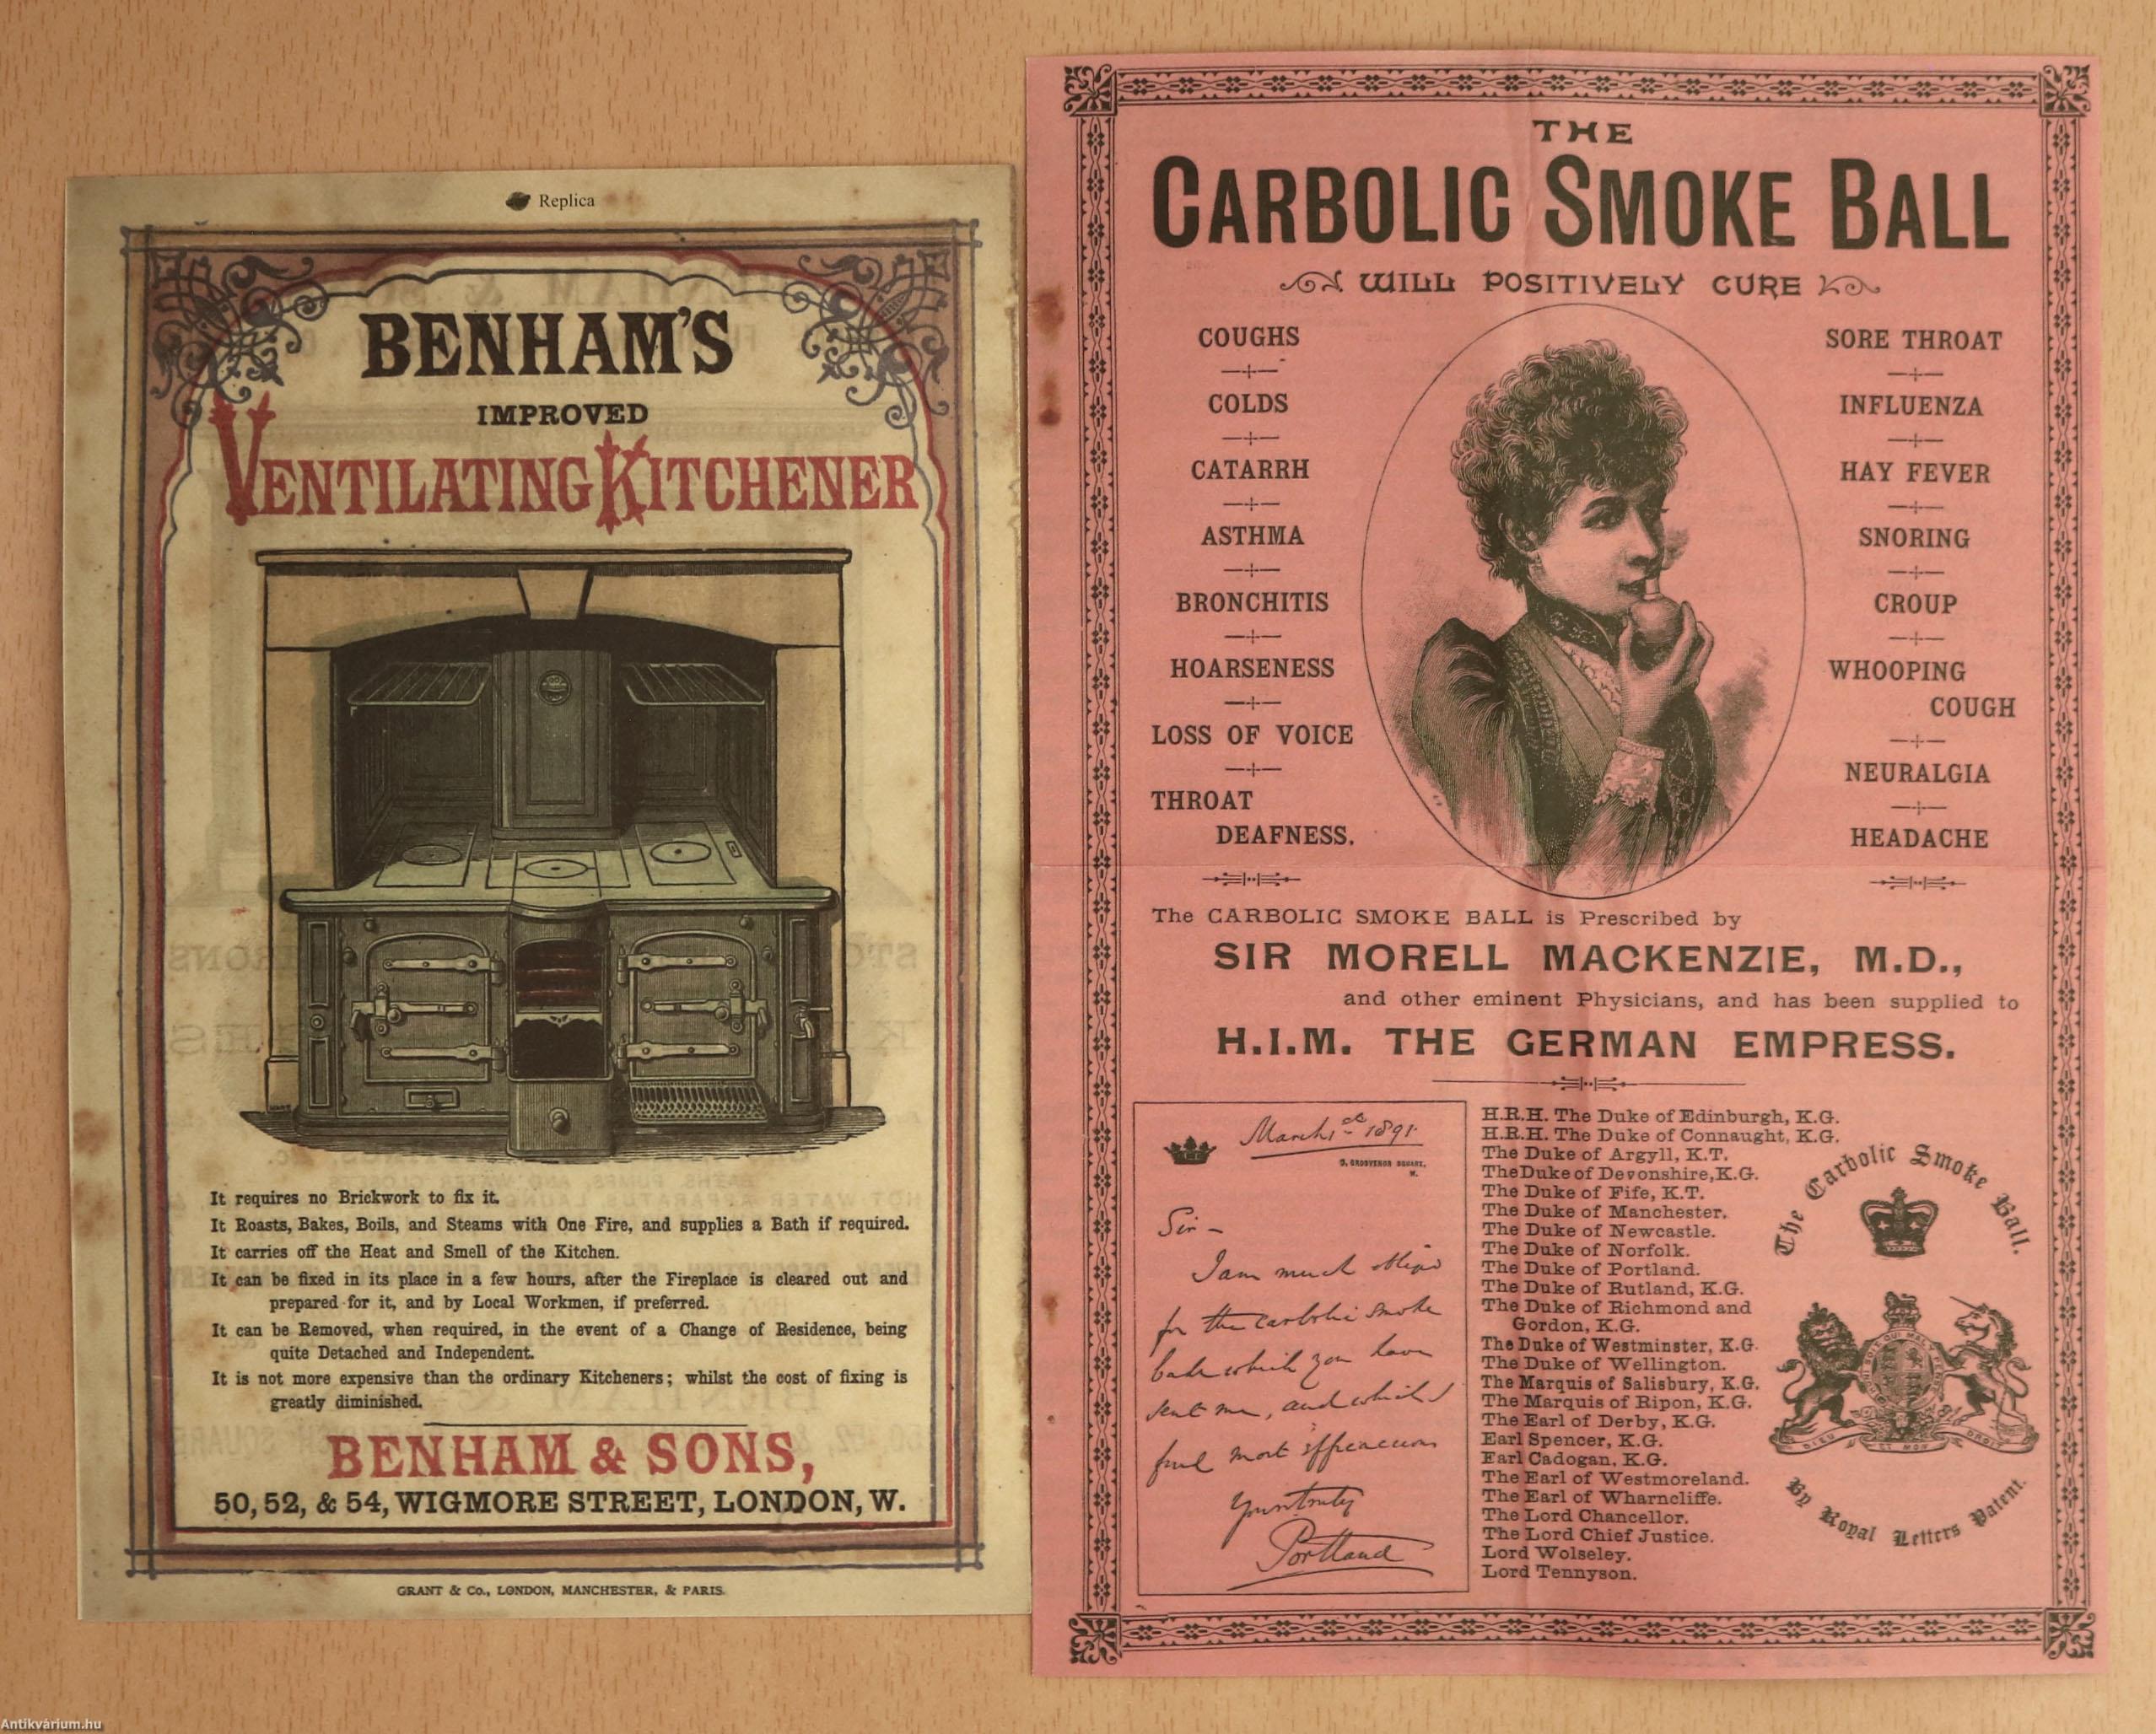 Replica
BENHAM'S
IMPROVED
VENTILATING KITCHENER
It requires no Brickwork to fix it.
It Roasts, Bakes, Boils, and Steams with One Fire, and supplies a Bath if required.
It carries off the Heat and Smell of the Kitchen.
It can be fixed in its place in a few hours, after the Fireplace is cleared out and
prepared for it, and by Local Workmen, if preferred.
It can be Removed, when required, in the event of a Change of Residence, being
quite Detached and Independent.
It is not more expensive than the ordinary Kitcheners; whilst the cost of fixing is
greatly diminished.
BENHAM & SONS,
50, 52, & 54, WIGMORE STREET, LONDON, W.
GRANT & Co., LONDON, MANCHESTER, & PARIS.
THE
CARBOLIC SMOKE BALL
WILL POSITIVELY CURE
COUGHS
COLDS
CATARRH
ASTHMA
BRONCHITIS
HOARSENESS
LOSS OF VOICE
THROAT
DEAFNESS.
SORE THROAT
INFLUENZA
HAY FEVER
SNORING
CROUP
WHOOPING
COUGH
NEURALGIA
HEADACHE
The CARBOLIC SMOKE BALL is Prescribed by
SIR MORELL MACKENZIE, M.D.,
and other eminent Physicians, and has been supplied to
H.I.M. THE GERMAN EMPRESS.
March 1st 1891.
3, GROSVENOR SQUARE,
W.
Sir-
I am much obliged
for the carbolic smoke
ball which you have
sent me, and which I
find most efficacious
Yours truly
Portland
H.R.H. The Duke of Edinburgh, K.G.
H.R.H. The Duke of Connaught, K.G.
The Duke of Argyll, K.T.
The Duke of Devonshire, K.G.
The Duke of Fife, K.T.
The Duke of Manchester.
The Duke of Newcastle.
The Duke of Norfolk.
The Duke of Portland.
The Duke of Rutland, K.G.
The Duke of Richmond and
Gordon, K.G.
The Duke of Westminster, K.G.
The Duke of Wellington.
The Marquis of Salisbury, K.G.
The Marquis of Ripon, K.G.
The Earl of Derby, K.G.
Earl Spencer, K.G.
Earl Cadogan, K.G.
The Earl of Westmoreland.
The Earl of Wharncliffe.
The Lord Chancellor.
The Lord Chief Justice.
Lord Wolseley.
Lord Tennyson.
The Carbolic Smoke Ball.
DIEU ET MON DROIT
By Royal Letters Patent.
Antikvárium.hu